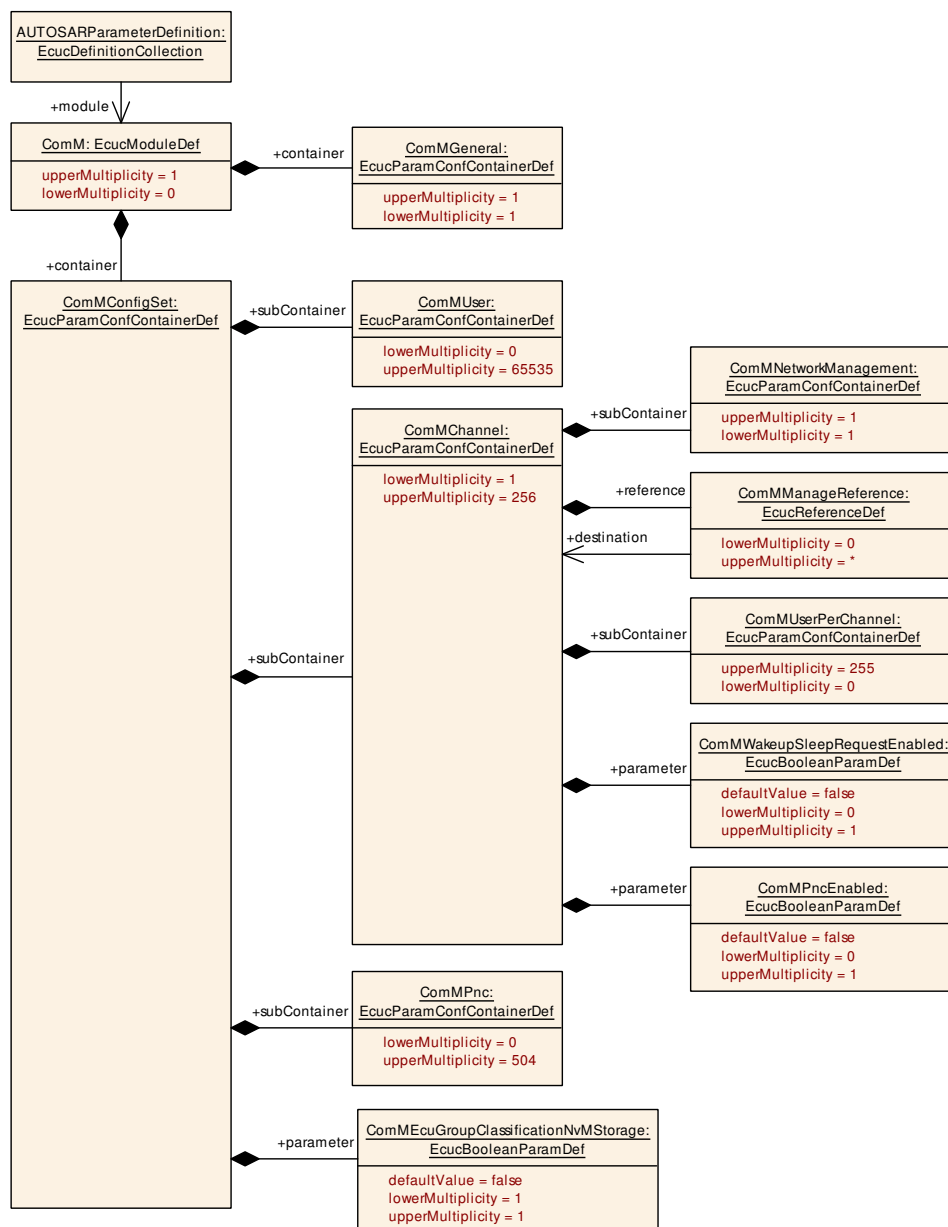 AUTOSARParameterDefinition:
EcucDefinitionCollection
+module
ComM: EcucModuleDef
upperMultiplicity = 1
lowerMultiplicity = 0
+container
ComMGeneral:
EcucParamConfContainerDef
upperMultiplicity = 1
lowerMultiplicity = 1
+container
ComMConfigSet:
EcucParamConfContainerDef
+subContainer
ComMUser:
EcucParamConfContainerDef
lowerMultiplicity = 0
upperMultiplicity = 65535
+subContainer
ComMChannel:
EcucParamConfContainerDef
lowerMultiplicity = 1
upperMultiplicity = 256
+subContainer
ComMNetworkManagement:
EcucParamConfContainerDef
upperMultiplicity = 1
lowerMultiplicity = 1
+reference
+destination
ComMManageReference:
EcucReferenceDef
lowerMultiplicity = 0
upperMultiplicity = *
+subContainer
ComMUserPerChannel:
EcucParamConfContainerDef
upperMultiplicity = 255
lowerMultiplicity = 0
+parameter
ComMWakeupSleepRequestEnabled:
EcucBooleanParamDef
defaultValue = false
lowerMultiplicity = 0
upperMultiplicity = 1
+parameter
ComMPncEnabled:
EcucBooleanParamDef
defaultValue = false
lowerMultiplicity = 0
upperMultiplicity = 1
+subContainer
ComMPnc:
EcucParamConfContainerDef
lowerMultiplicity = 0
upperMultiplicity = 504
+parameter
ComMEcuGroupClassificationNvMStorage:
EcucBooleanParamDef
defaultValue = false
lowerMultiplicity = 1
upperMultiplicity = 1